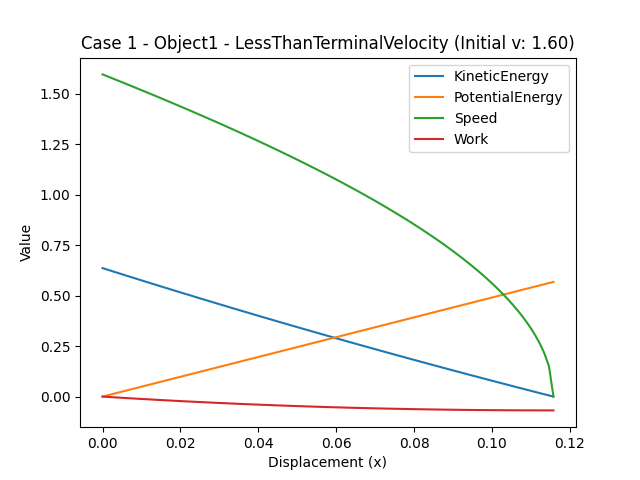 Case 1 - Object1 - LessThanTerminalVelocity (Initial v: 1.60)
KineticEnergy
PotentialEnergy
Speed
Work
Value
1.50
1.25
1.00
0.75
0.50
0.25
0.00
0.00
0.02
0.04
0.06
0.08
0.10
0.12
Displacement (x)